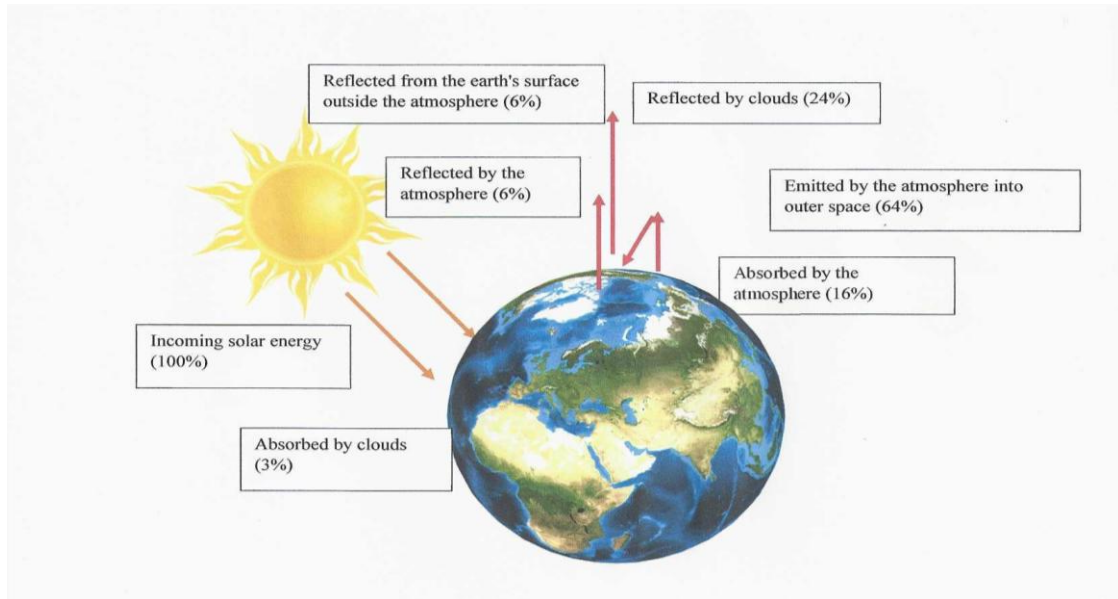 Reflected from the earth's surface
outside the atmosphere (6%)
Reflected by clouds (24%)
Reflected by the
atmosphere (6%)
Emitted by the atmosphere into
outer space (64%)
Absorbed by the
atmosphere (16%)
Incoming solar energy
(100%)
Absorbed by clouds
(3%)